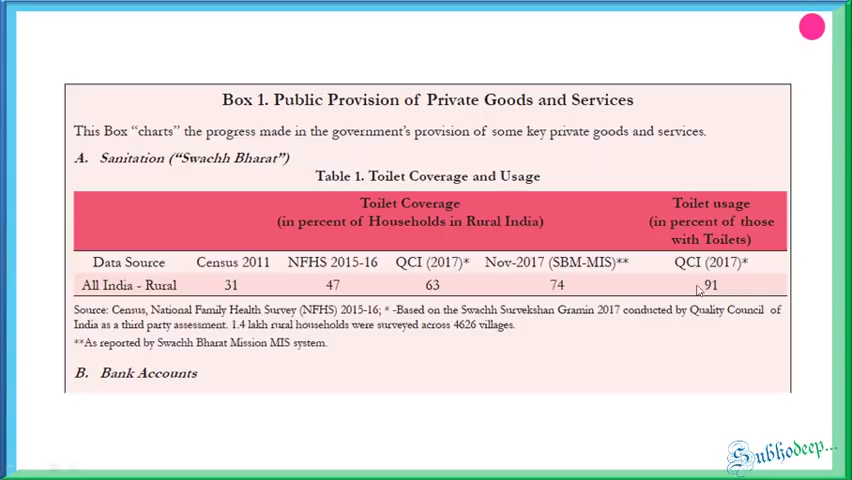 Box 1. Public Provision of Private Goods and Services
This Box “charts” the progress made in the government’s provision of some key private goods and services.
A. Sanitation (“Swachh Bharat”)
Table 1. Toilet Coverage and Usage
Toilet Coverage
(in percent of Households in Rural India)
Toilet usage
(in percent of those
with Toilets)
Data Source Census 2011 NFHS 2015-16 QCI (2017)* Nov-2017 (SBM-MIS)** QCI (2017)*
All India - Rural 31 47 63 74 91
Source: Census, National Family Health Survey (NFHS) 2015-16; * -Based on the Swachh Survekshan Gramin 2017 conducted by Quality Council of
India as a third party assessment. 1.4 lakh rural households were surveyed across 4626 villages.
**As reported by Swachh Bharat Mission MIS system.
B. Bank Accounts
Subhodeep...